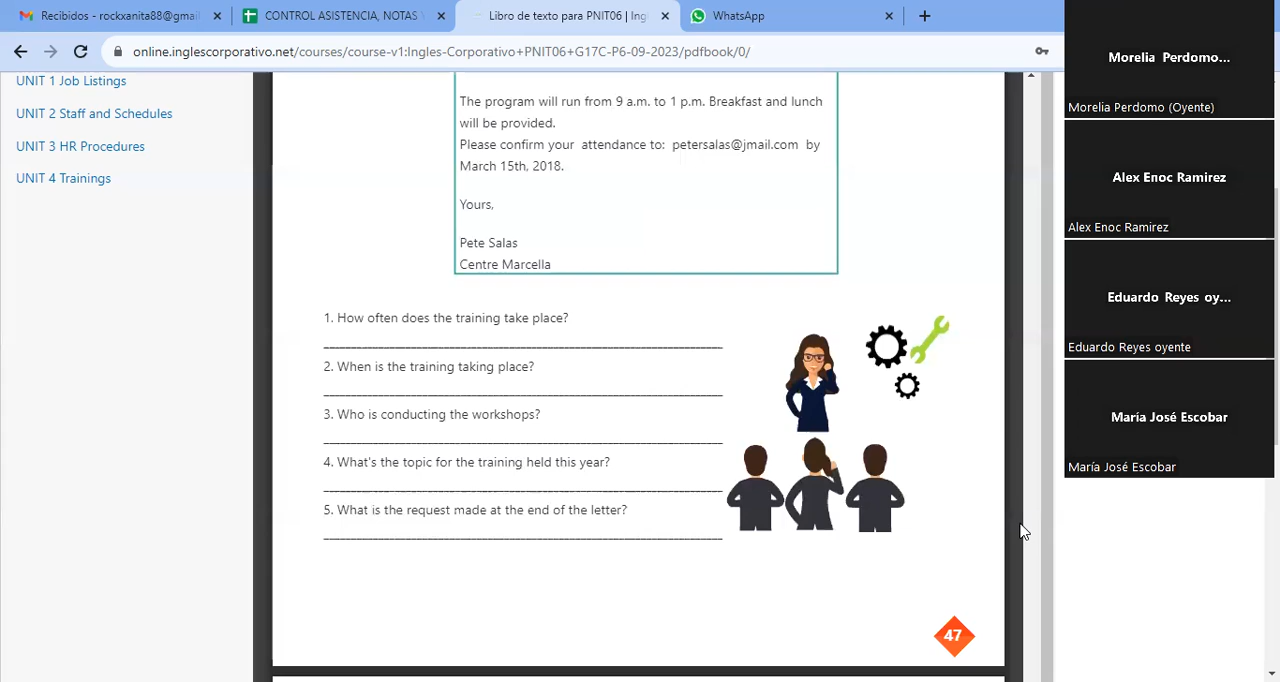 Recibidos - rockxanita88@gmail
CONTROL ASISTENCIA, NOTAS Y
Libro de texto para PNIT06 | Ing
WhatsApp
online.inglescorporativo.net/courses/course-v1:Ingles-Corporativo+PNIT06+G17C-P6-09-2023/pdfbook/0/
UNIT 1 Job Listings
UNIT 2 Staff and Schedules
UNIT 3 HR Procedures
UNIT 4 Trainings
The program will run from 9 a.m. to 1 p.m. Breakfast and lunch
will be provided.
Please confirm your attendance to: petersalas@jmail.com by
March 15th, 2018.
Yours,
Pete Salas
Centre Marcella
1. How often does the training take place?
2. When is the training taking place?
3. Who is conducting the workshops?
4. What's the topic for the training held this year?
5. What is the request made at the end of the letter?
47
Morelia Perdomo...
Morelia Perdomo (Oyente)
Alex Enoc Ramirez
Alex Enoc Ramirez
Eduardo Reyes oy...
Eduardo Reyes oyente
María José Escobar
María José Escobar